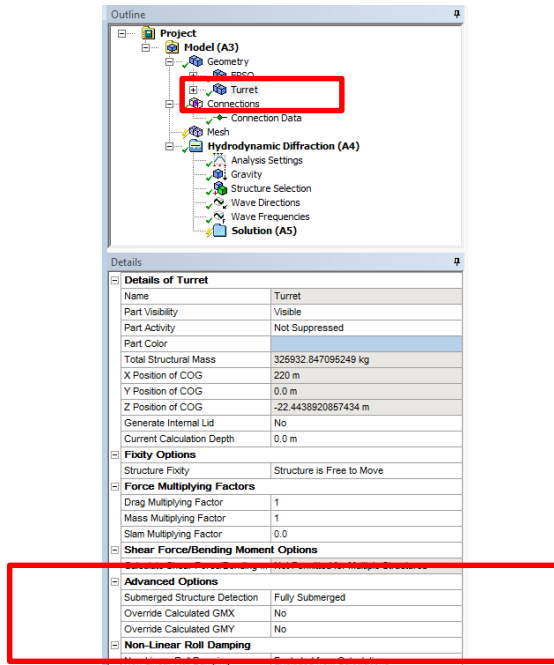 Outline
Project
Model (A3)
Geometry
FPSO
Turret
Connections
Connection Data
Mesh
Hydrodynamic Diffraction (A4)
Analysis Settings
Gravity
Structure Selection
Wave Directions
Wave Frequencies
Solution (A5)
Details
Details of Turret
Name Turret
Part Visibility Visible
Part Activity Not Suppressed
Part Color
Total Structural Mass 325932.847095249 kg
X Position of COG 220 m
Y Position of COG 0.0 m
Z Position of COG -22.4438920857434 m
Generate Internal Lid No
Current Calculation Depth 0.0 m
Fixity Options
Structure Fixity Structure is Free to Move
Force Multiplying Factors
Drag Multiplying Factor 1
Mass Multiplying Factor 1
Slam Multiplying Factor 0.0
Shear Force/Bending Moment Options
Calculate Shear Force/Bending M Not Permitted for Multiple Structures
Advanced Options
Submerged Structure Detection Fully Submerged
Override Calculated GMX No
Override Calculated GMY No
Non-Linear Roll Damping